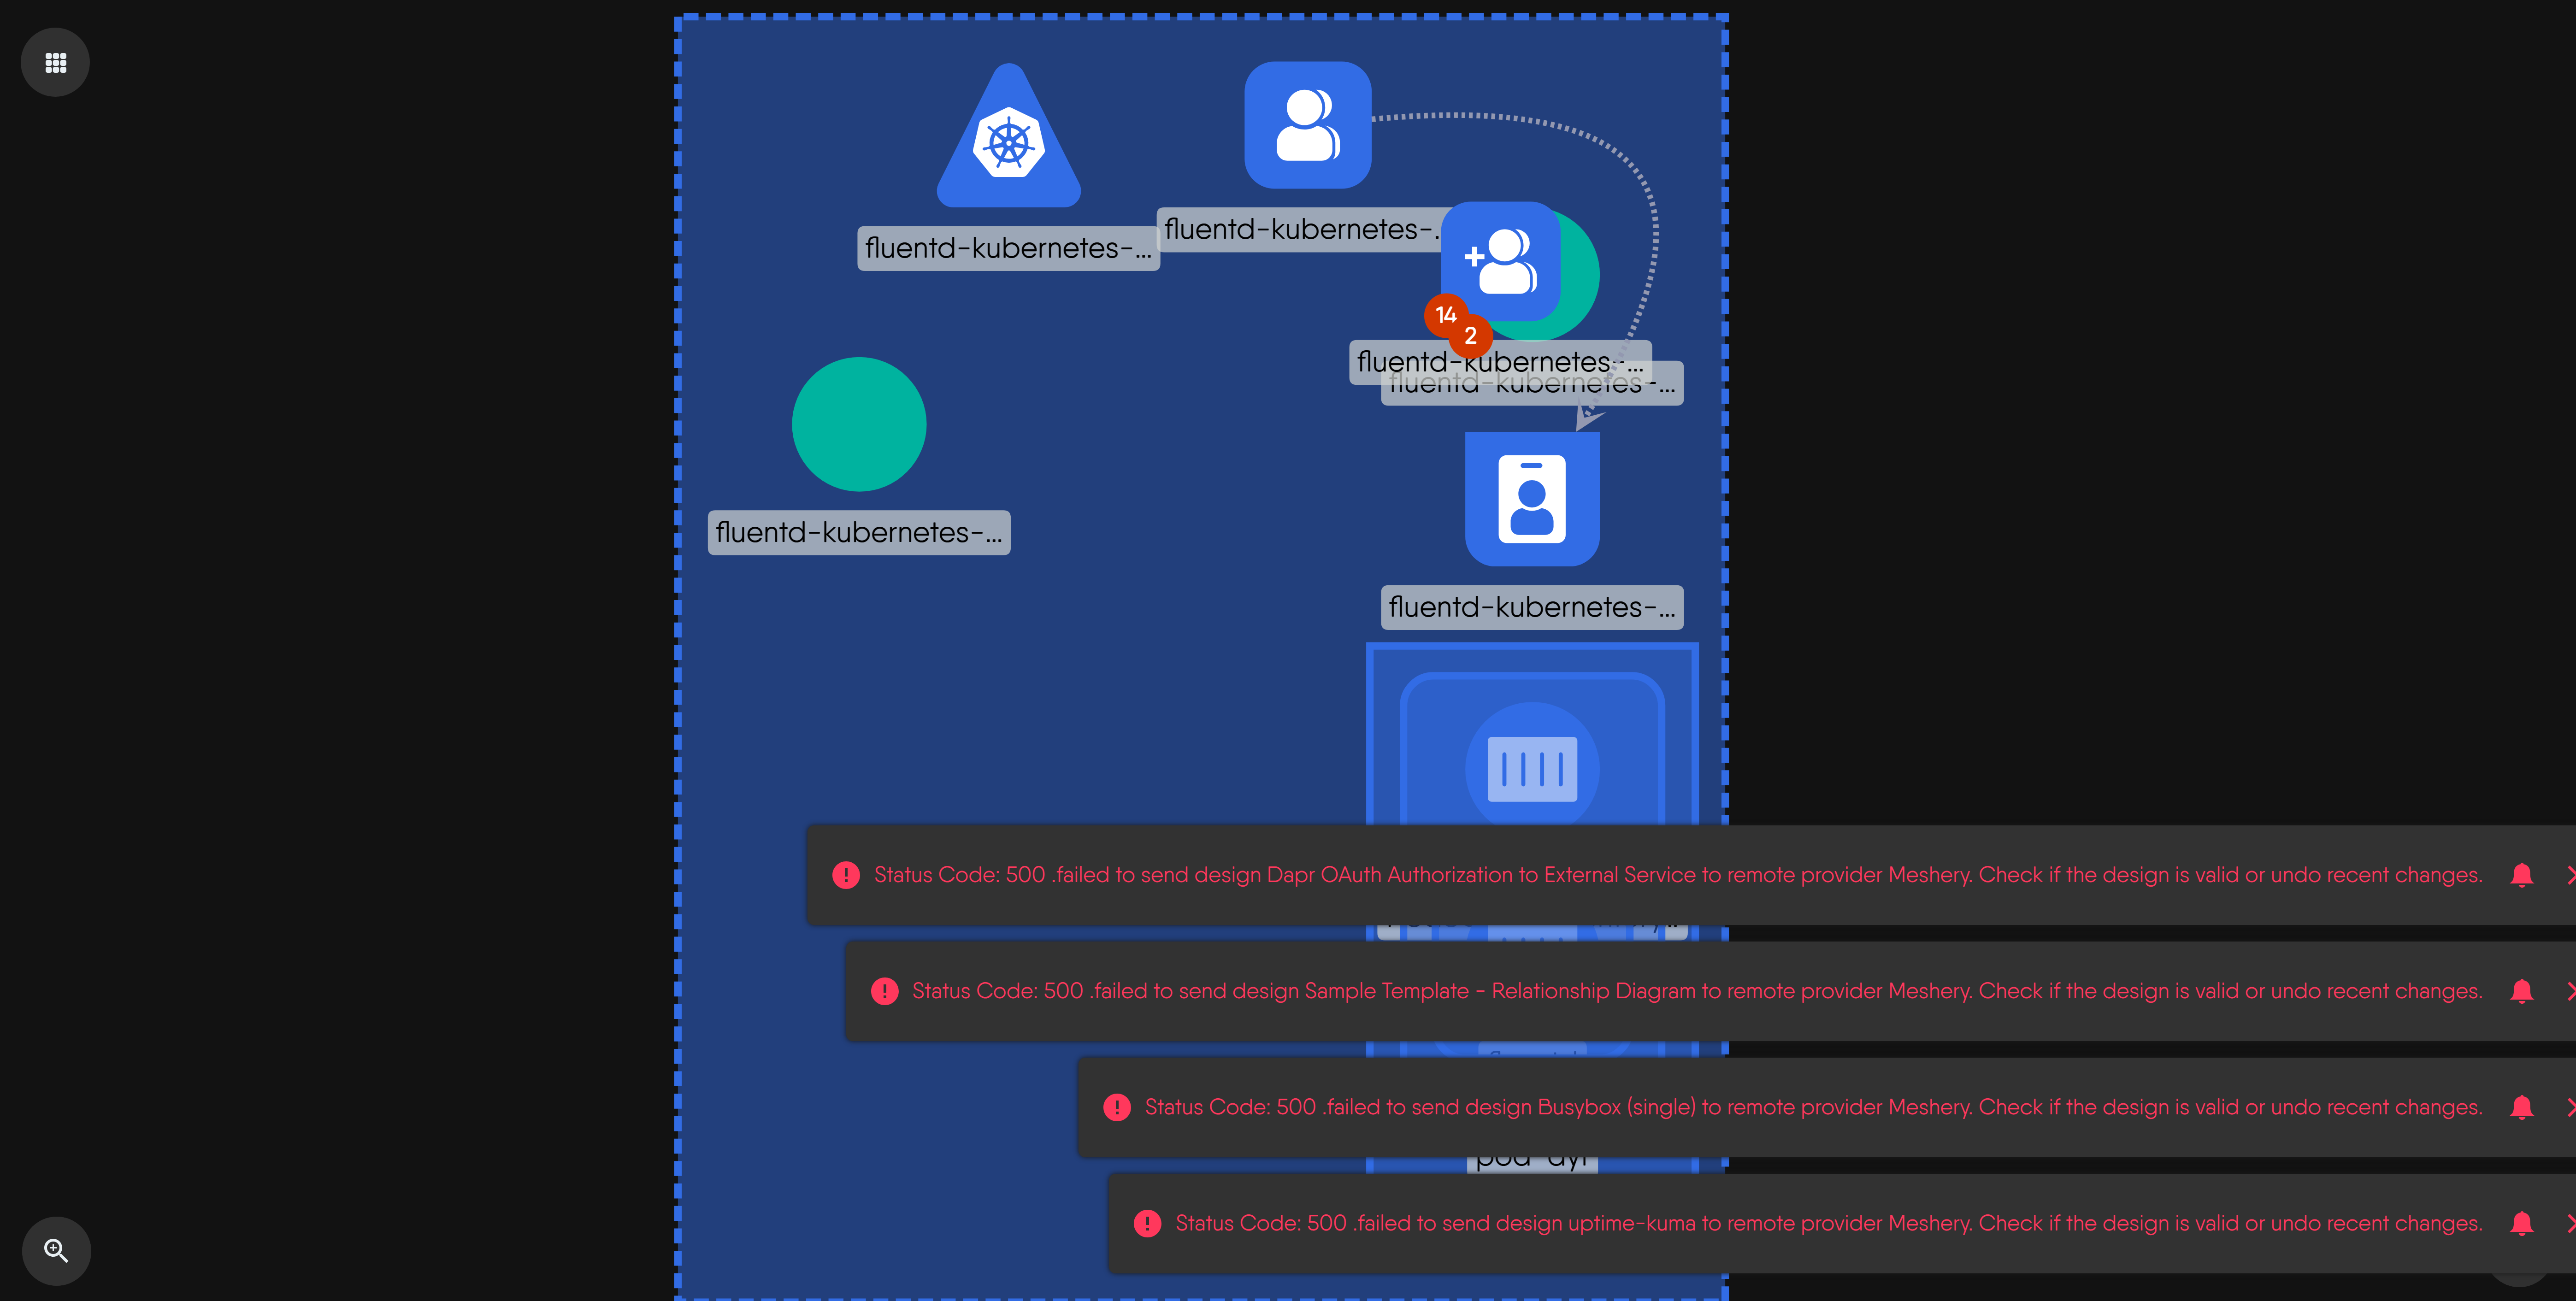 fluentd-kubernetes-...
fluentd-kubernetes-..
14
2
fluentd-kubernetes-...
fluentd-kubernetes-...
fluentd-kubernetes-...
fluentd-kubernetes-...
Status Code: 500 .failed to send design Dapr OAuth Authorization to External Service to remote provider Meshery. Check if the design is valid or undo recent changes.
Status Code: 500 .failed to send design Sample Template - Relationship Diagram to remote provider Meshery. Check if the design is valid or undo recent changes.
Status Code: 500 .failed to send design Busybox (single) to remote provider Meshery. Check if the design is valid or undo recent changes.
Status Code: 500 .failed to send design uptime-kuma to remote provider Meshery. Check if the design is valid or undo recent changes.